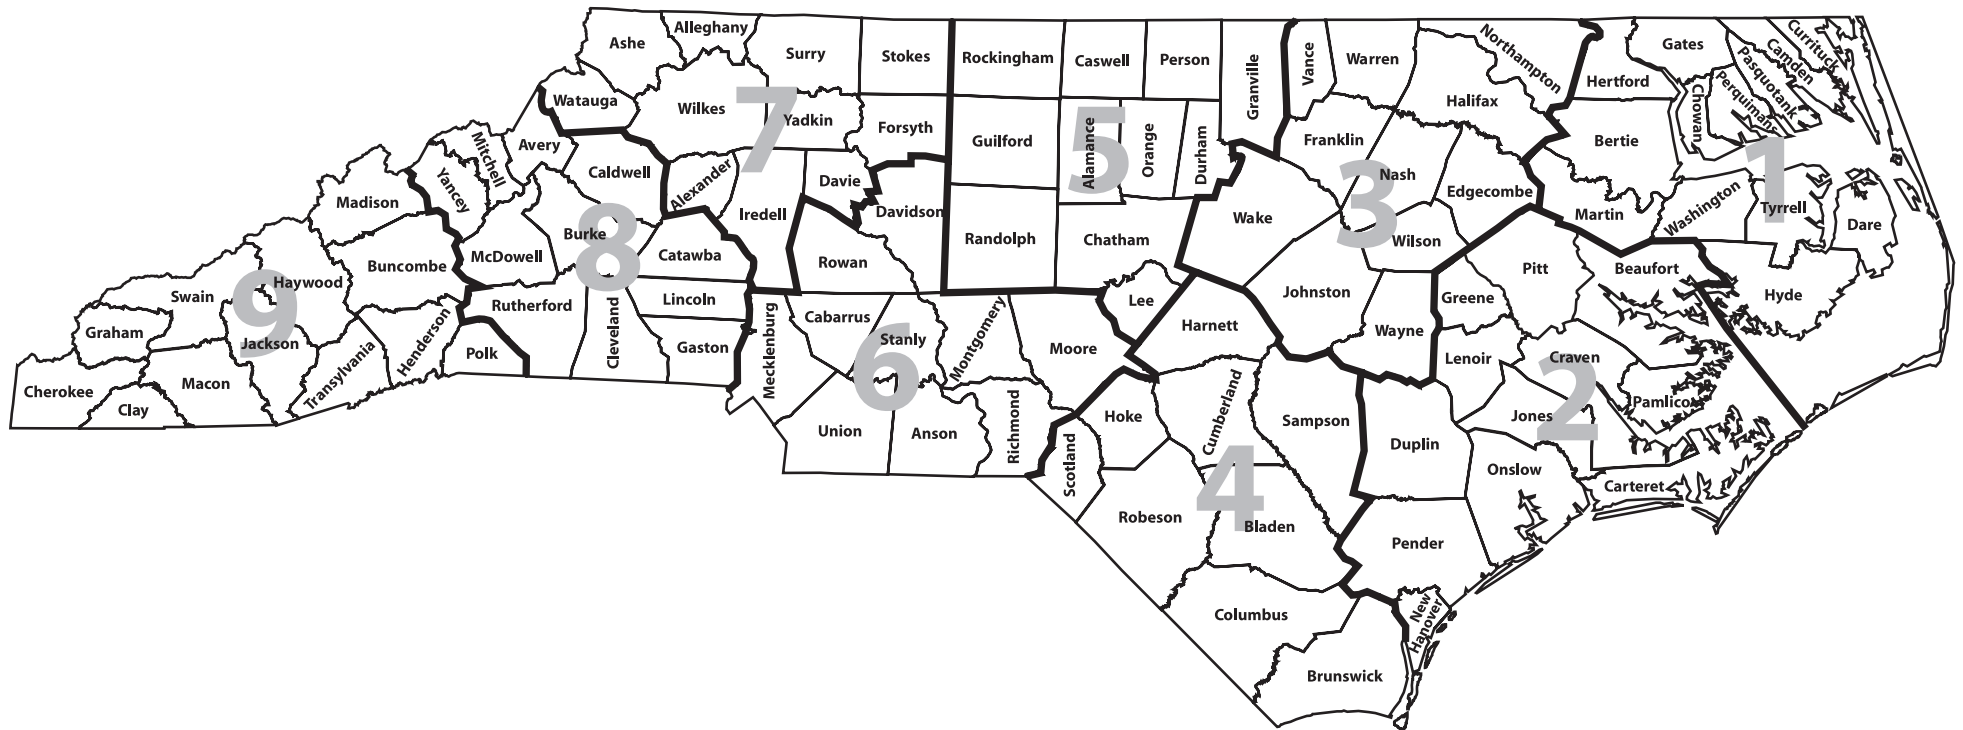 Ashe
Alleghany
Surry
Stokes
Rockingham
Caswell
Person
Granville
Vance
Warren
Northampton
Gates
Hertford
Currituck
Camden
Pasquotank
Perquimans
Chowan
Watauga
Wilkes
Yadkin
Forsyth
Guilford
Alamance
Orange
Durham
Franklin
Halifax
Bertie
7
5
3
1
Mitchell
Avery
Caldwell
Alexander
Davie
Iredell
Davidson
Nash
Edgecombe
Martin
Washington
Tyrrell
Dare
Madison
Yancey
Burke
McDowell
Catawba
Rowan
Randolph
Chatham
Wake
Wilson
Pitt
Beaufort
Hyde
8
9
Swain
Haywood
Buncombe
Rutherford
Lincoln
Lee
Johnston
Greene
Graham
Jackson
Henderson
Transylvania
Polk
Cleveland
Gaston
Mecklenburg
Cabarrus
Stanly
Montgomery
Moore
Harnett
Wayne
Lenoir
Craven
Pamlico
6
2
Cherokee
Clay
Macon
Union
Anson
Richmond
Scotland
Hoke
Cumberland
Sampson
Duplin
Jones
Onslow
Carteret
4
Robeson
Bladen
Pender
Columbus
New
Hanover
Brunswick